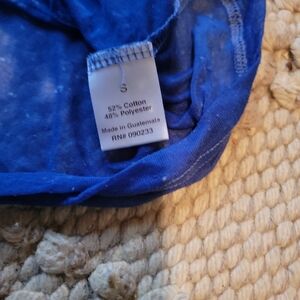 S
52% Cotton
48% Polyester
Made in Guatemala
RN# 090233